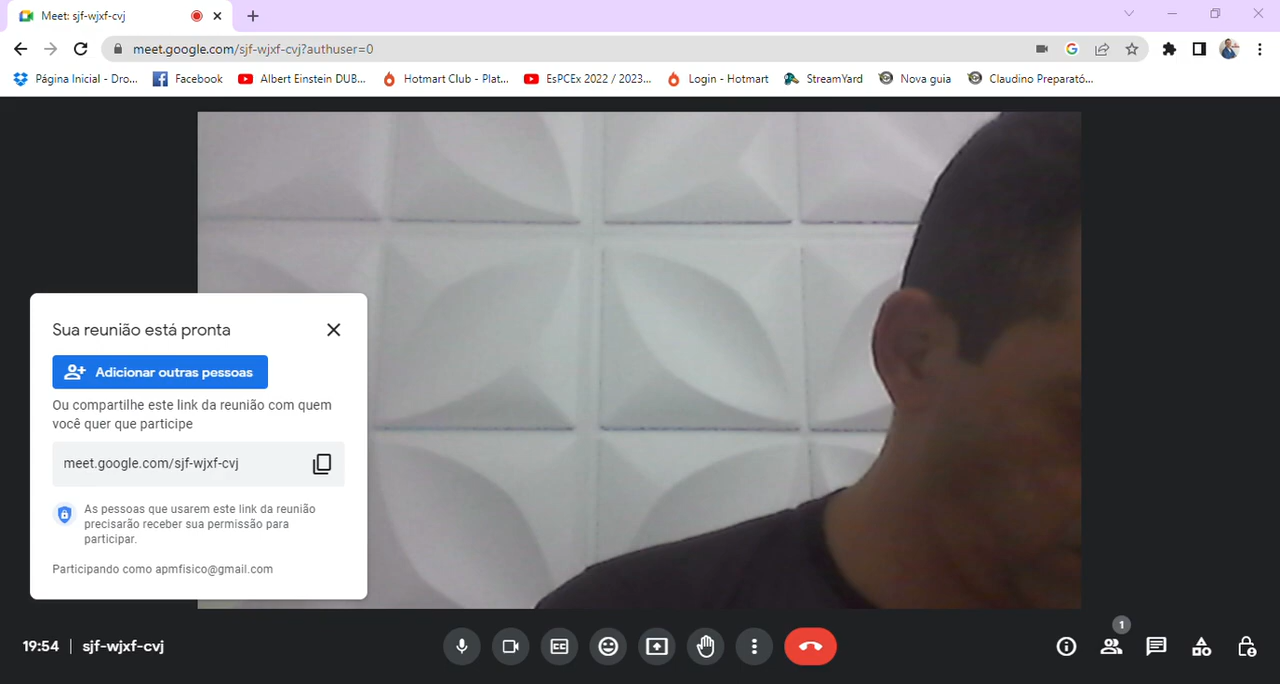 Meet: sjf-wjxf-cvj
meet.google.com/sjf-wjxf-cvj?authuser=0
Página Inicial - Dro... Facebook Albert Einstein DUB... Hotmart Club - Plat... EsPCEx 2022 / 2023... Login - Hotmart StreamYard Nova guia Claudino Preparató...
Sua reunião está pronta
Adicionar outras pessoas
Ou compartilhe este link da reunião com quem
você quer que participe
meet.google.com/sjf-wjxf-cvj
As pessoas que usarem este link da reunião
precisarão receber sua permissão para
participar.
Participando como apmfisico@gmail.com
1
19:54 | sjf-wjxf-cvj